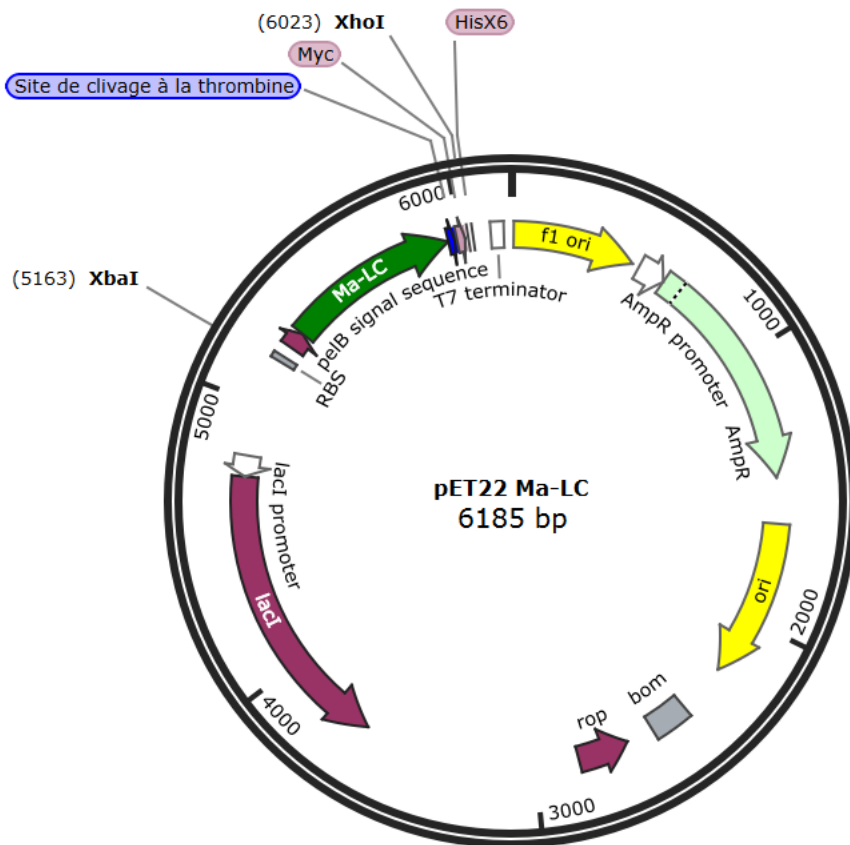 (6023) XhoI
HisX6
Myc
Site de clivage à la thrombine
6000
f1 ori
(5163) XbaI
Ma-LC
pelB signal sequence
T7 terminator
AmpR promoter
1000
RBS
5000
AmpR
lacI promoter
pET22 Ma-LC
6185 bp
lacI
ori
2000
bom
rop
4000
3000